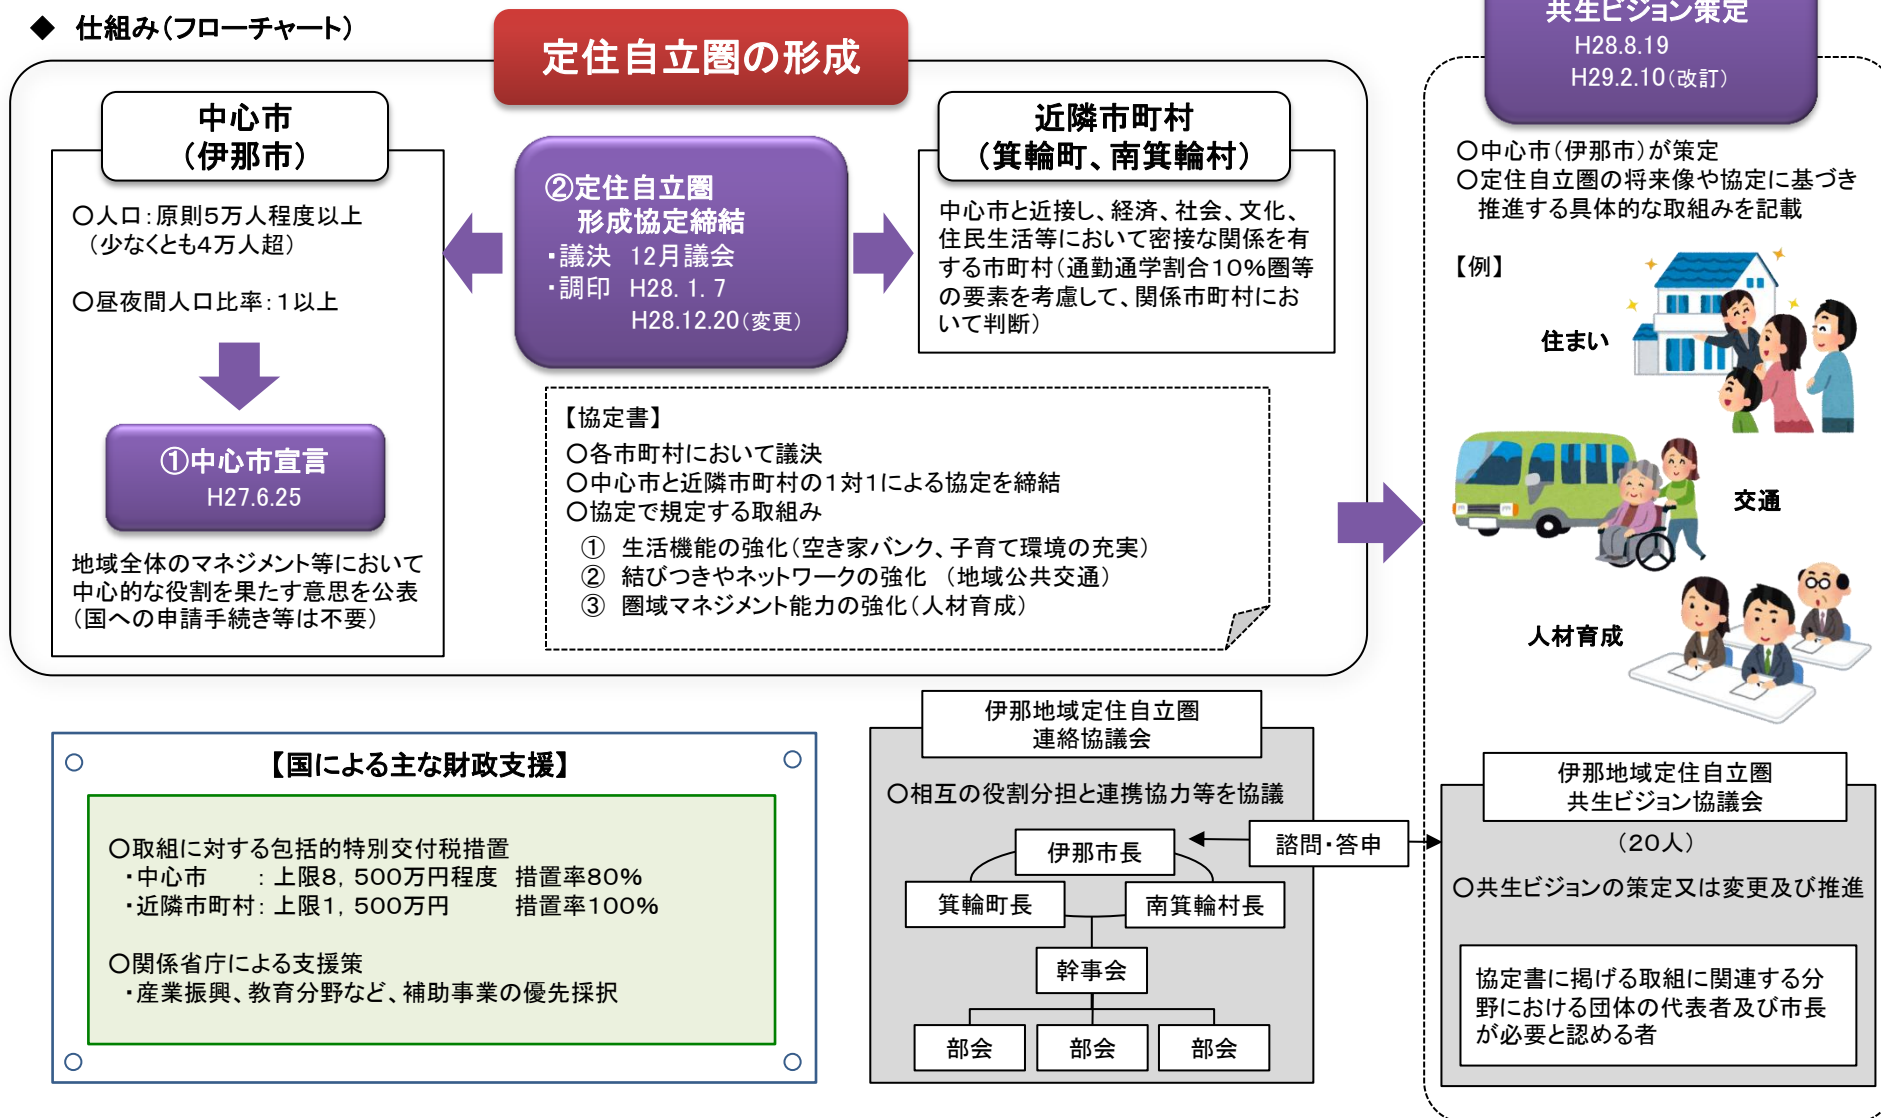 ◆ 仕組み(フローチャート)
定住自立圏の形成
中心市
(伊那市)
○人口:原則5万人程度以上
(少なくとも4万人超)
○昼夜間人口比率:1以上
①中心市宣言
H27.6.25
地域全体のマネジメント等において
中心的な役割を果たす意思を公表
(国への申請手続き等は不要)
②定住自立圏
形成協定締結
・議決 12月議会
・調印 H28. 1. 7
H28.12.20(変更)
近隣市町村
(箕輪町、南箕輪村)
中心市と近接し、経済、社会、文化、
住民生活等において密接な関係を有
する市町村(通勤通学割合10%圏等
の要素を考慮して、関係市町村にお
いて判断)
【協定書】
○各市町村において議決
○中心市と近隣市町村の1対1による協定を締結
○協定で規定する取組み
① 生活機能の強化(空き家バンク、子育て環境の充実)
② 結びつきやネットワークの強化 (地域公共交通)
③ 圏域マネジメント能力の強化(人材育成)
共生ビジョン策定
H28.8.19
H29.2.10(改訂)
○中心市(伊那市)が策定
○定住自立圏の将来像や協定に基づき
推進する具体的な取組みを記載
【例】
住まい
交通
人材育成
【国による主な財政支援】
○取組に対する包括的特別交付税措置
・中心市 :上限8,500万円程度 措置率80%
・近隣市町村:上限1,500万円 措置率100%
○関係省庁による支援策
・産業振興、教育分野など、補助事業の優先採択
伊那地域定住自立圏
連絡協議会
○相互の役割分担と連携協力等を協議
伊那市長
箕輪町長
南箕輪村長
幹事会
部会
部会
部会
諮問・答申
伊那地域定住自立圏
共生ビジョン協議会
(20人)
○共生ビジョンの策定又は変更及び推進
協定書に掲げる取組に関連する分
野における団体の代表者及び市長
が必要と認める者